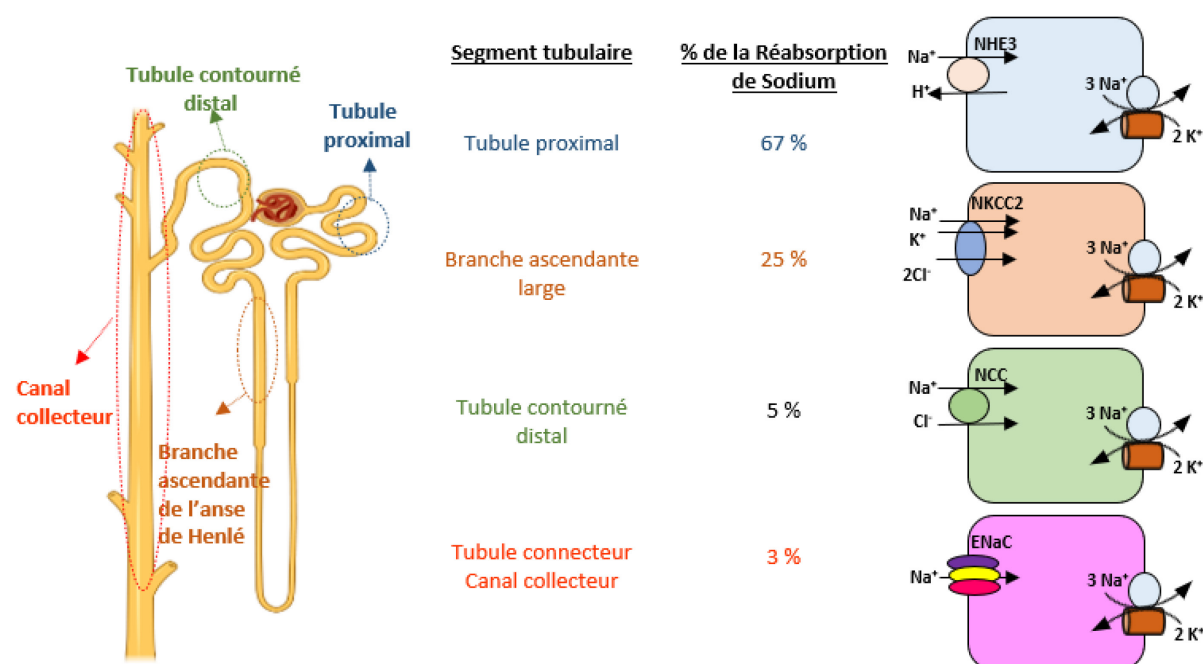 Tubule contourné
distal
Tubule
proximal
Canal
collecteur
Branche
ascendante
de l'anse
de Henlé
Segment tubulaire
% de la Réabsorption
de Sodium
Tubule proximal
67 %
Branche ascendante
large
25 %
Tubule contourné
distal
5 %
Tubule connecteur
Canal collecteur
3 %
NHE3
Na⁺
H⁺
3 Na⁺
2 K⁺
NKCC2
Na⁺
K⁺
2Cl⁻
3 Na⁺
2 K⁺
NCC
Na⁺
Cl⁻
3 Na⁺
2 K⁺
ENaC
Na⁺
3 Na⁺
2 K⁺